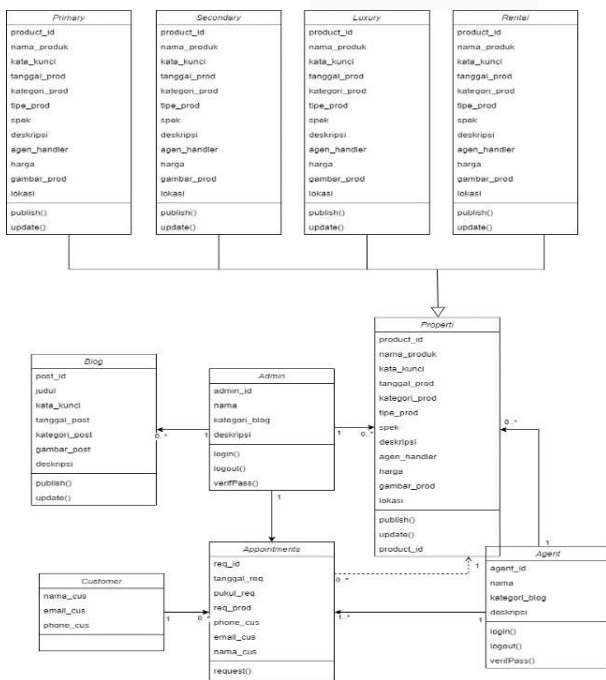 Primary
product_id
nama_produk
kata_kunci
tanggal_prod
kategori_prod
tipe_prod
spek
deskripsi
agen_handler
harga
gambar_prod
lokasi
publish()
update()
Secondary
product_id
nama_produk
kata_kunci
tanggal_prod
kategori_prod
tipe_prod
spek
deskripsi
agen_handler
harga
gambar_prod
lokasi
publish()
update()
Luxury
product_id
nama_produk
kata_kunci
tanggal_prod
kategori_prod
tipe_prod
spek
deskripsi
agen_handler
harga
gambar_prod
lokasi
publish()
update()
Rental
product_id
nama_produk
kata_kunci
tanggal_prod
kategori_prod
tipe_prod
spek
deskripsi
agen_handler
harga
gambar_prod
lokasi
publish()
update()
Properti
product_id
nama_produk
kata_kunci
tanggal_prod
kategori_prod
tipe_prod
spek
deskripsi
agen_handler
harga
gambar_prod
lokasi
publish()
update()
product_id
Blog
post_id
judul
kata_kunci
tanggal_post
kategori_post
gambar_post
deskripsi
publish()
update()
0..*
1
Admin
admin_id
nama
kategori_blog
deskripsi
login()
logout()
verifPass()
1
0..*
1
0..*
1
Appointments
req_id
tanggal_req
pukul_req
req_prod
phone_cus
email_cus
nama_cus
request()
0..*
1
Customer
nama_cus
email_cus
phone_cus
1
0..*
1..*
1
Agent
agent_id
nama
kategori_blog
deskripsi
login()
logout()
verifPass()